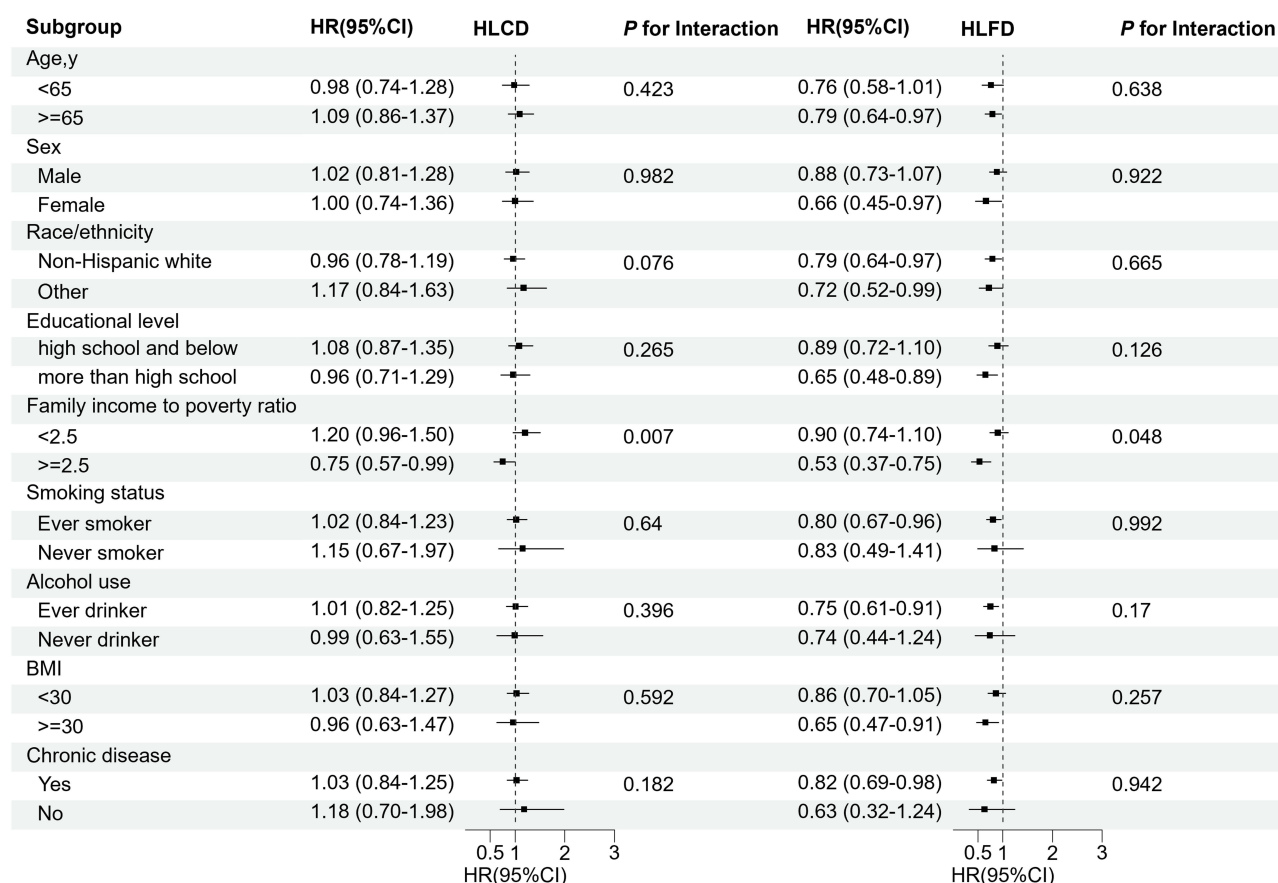 Subgroup HR(95%CI) HLCD P for Interaction HR(95%CI) HLFD P for Interaction
Age,y
<65 0.98 (0.74-1.28) 0.423 0.76 (0.58-1.01) 0.638
>=65 1.09 (0.86-1.37) 0.79 (0.64-0.97)
Sex
Male 1.02 (0.81-1.28) 0.982 0.88 (0.73-1.07) 0.922
Female 1.00 (0.74-1.36) 0.66 (0.45-0.97)
Race/ethnicity
Non-Hispanic white 0.96 (0.78-1.19) 0.076 0.79 (0.64-0.97) 0.665
Other 1.17 (0.84-1.63) 0.72 (0.52-0.99)
Educational level
high school and below 1.08 (0.87-1.35) 0.265 0.89 (0.72-1.10) 0.126
more than high school 0.96 (0.71-1.29) 0.65 (0.48-0.89)
Family income to poverty ratio
<2.5 1.20 (0.96-1.50) 0.007 0.90 (0.74-1.10) 0.048
>=2.5 0.75 (0.57-0.99) 0.53 (0.37-0.75)
Smoking status
Ever smoker 1.02 (0.84-1.23) 0.64 0.80 (0.67-0.96) 0.992
Never smoker 1.15 (0.67-1.97) 0.83 (0.49-1.41)
Alcohol use
Ever drinker 1.01 (0.82-1.25) 0.396 0.75 (0.61-0.91) 0.17
Never drinker 0.99 (0.63-1.55) 0.74 (0.44-1.24)
BMI
<30 1.03 (0.84-1.27) 0.592 0.86 (0.70-1.05) 0.257
>=30 0.96 (0.63-1.47) 0.65 (0.47-0.91)
Chronic disease
Yes 1.03 (0.84-1.25) 0.182 0.82 (0.69-0.98) 0.942
No 1.18 (0.70-1.98) 0.63 (0.32-1.24)
0.5 1 2 3 0.5 1 2 3
HR(95%CI) HR(95%CI)